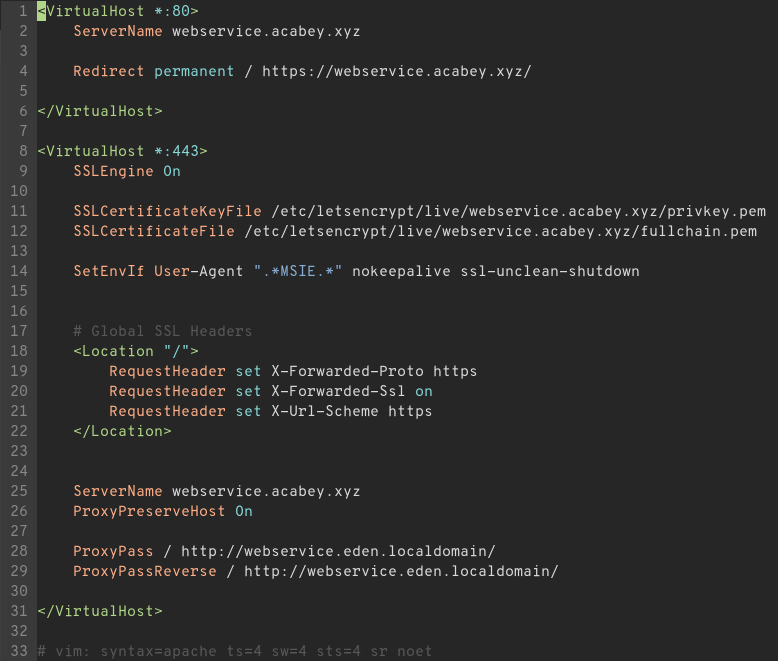 1 <VirtualHost *:80>
2     ServerName webservice.acabey.xyz
3
4     Redirect permanent / https://webservice.acabey.xyz/
5
6 </VirtualHost>
7
8 <VirtualHost *:443>
9     SSLEngine On
10
11     SSLCertificateKeyFile /etc/letsencrypt/live/webservice.acabey.xyz/privkey.pem
12     SSLCertificateFile /etc/letsencrypt/live/webservice.acabey.xyz/fullchain.pem
13
14     SetEnvIf User-Agent ".*MSIE.*" nokeepalive ssl-unclean-shutdown
15
16
17     # Global SSL Headers
18     <Location "/">
19         RequestHeader set X-Forwarded-Proto https
20         RequestHeader set X-Forwarded-Ssl on
21         RequestHeader set X-Url-Scheme https
22     </Location>
23
24
25     ServerName webservice.acabey.xyz
26     ProxyPreserveHost On
27
28     ProxyPass / http://webservice.eden.localdomain/
29     ProxyPassReverse / http://webservice.eden.localdomain/
30
31 </VirtualHost>
32
33 # vim: syntax=apache ts=4 sw=4 sts=4 sr noet